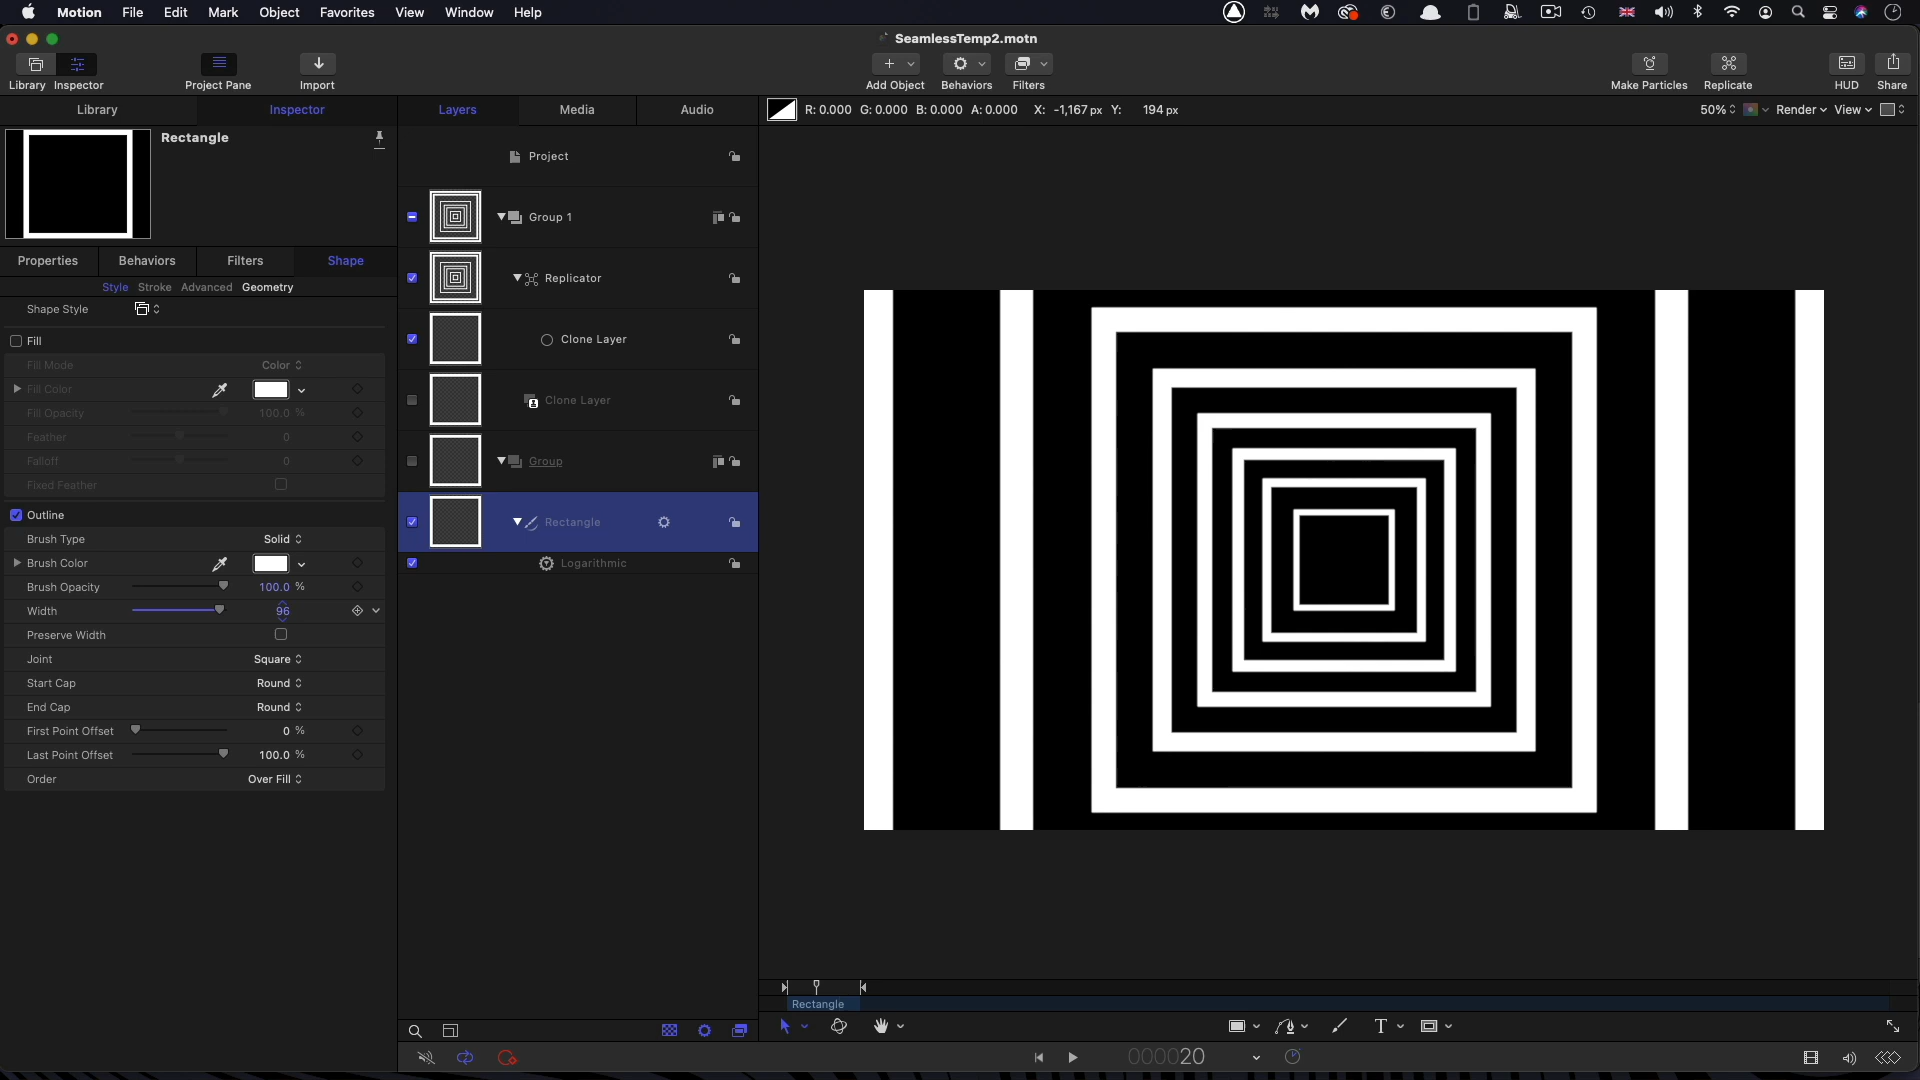 Motion File Edit Mark Object Favorites View Window Help
SeamlessTemp2.motn
Library Inspector Project Pane Import Add Object Behaviors Filters Make Particles Replicate HUD Share
Library Inspector Layers Media Audio R: 0.000 G: 0.000 B: 0.000 A: 0.000 X: -1,167 px Y: 194 px 50% Render View
Rectangle
Project
Group 1
Properties Behaviors Filters Shape
Replicator
Style Stroke Advanced Geometry
Shape Style
Fill
Clone Layer
Fill Mode Color
Fill Color
Clone Layer
Fill Opacity 100.0 %
Feather 0
Falloff 0
Group
Fixed Feather
Outline
Rectangle
Brush Type Solid
Brush Color
Logarithmic
Brush Opacity 100.0 %
Width 96
Preserve Width
Joint Square
Start Cap Round
End Cap Round
First Point Offset 0 %
Last Point Offset 100.0 %
Order Over Fill
Rectangle
T
000020